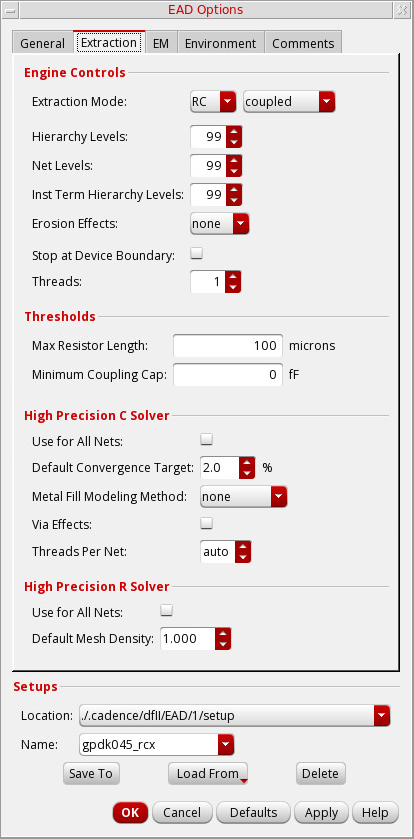 EAD Options
General Extraction EM Environment Comments
Engine Controls
Extraction Mode: RC coupled
Hierarchy Levels: 99
Net Levels: 99
Inst Term Hierarchy Levels: 99
Erosion Effects: none
Stop at Device Boundary:
Threads: 1
Thresholds
Max Resistor Length: 100 microns
Minimum Coupling Cap: 0 fF
High Precision C Solver
Use for All Nets:
Default Convergence Target: 2.0 %
Metal Fill Modeling Method: none
Via Effects:
Threads Per Net: auto
High Precision R Solver
Use for All Nets:
Default Mesh Density: 1.000
Setups
Location: ./.cadence/dfII/EAD/1/setup
Name: gpdk045_rcx
Save To Load From Delete
OK Cancel Defaults Apply Help